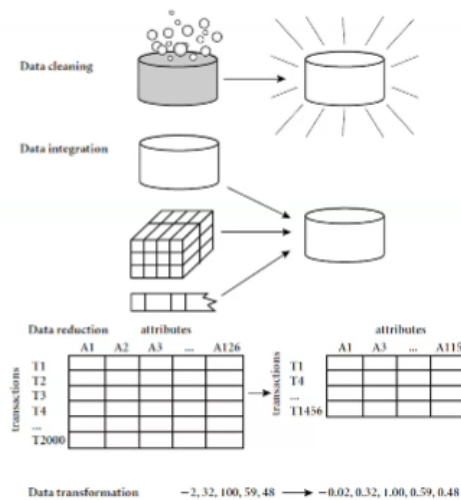 Data cleaning
Data integration
Data reduction attributes
A1 A2 A3 ... A126
transactions
T1
T2
T3
T4
...
T2000
attributes
A1 A3 ... A115
transactions
T1
T4
...
T1456
Data transformation −2, 32, 100, 59, 48 −0.02, 0.32, 1.00, 0.59, 0.48